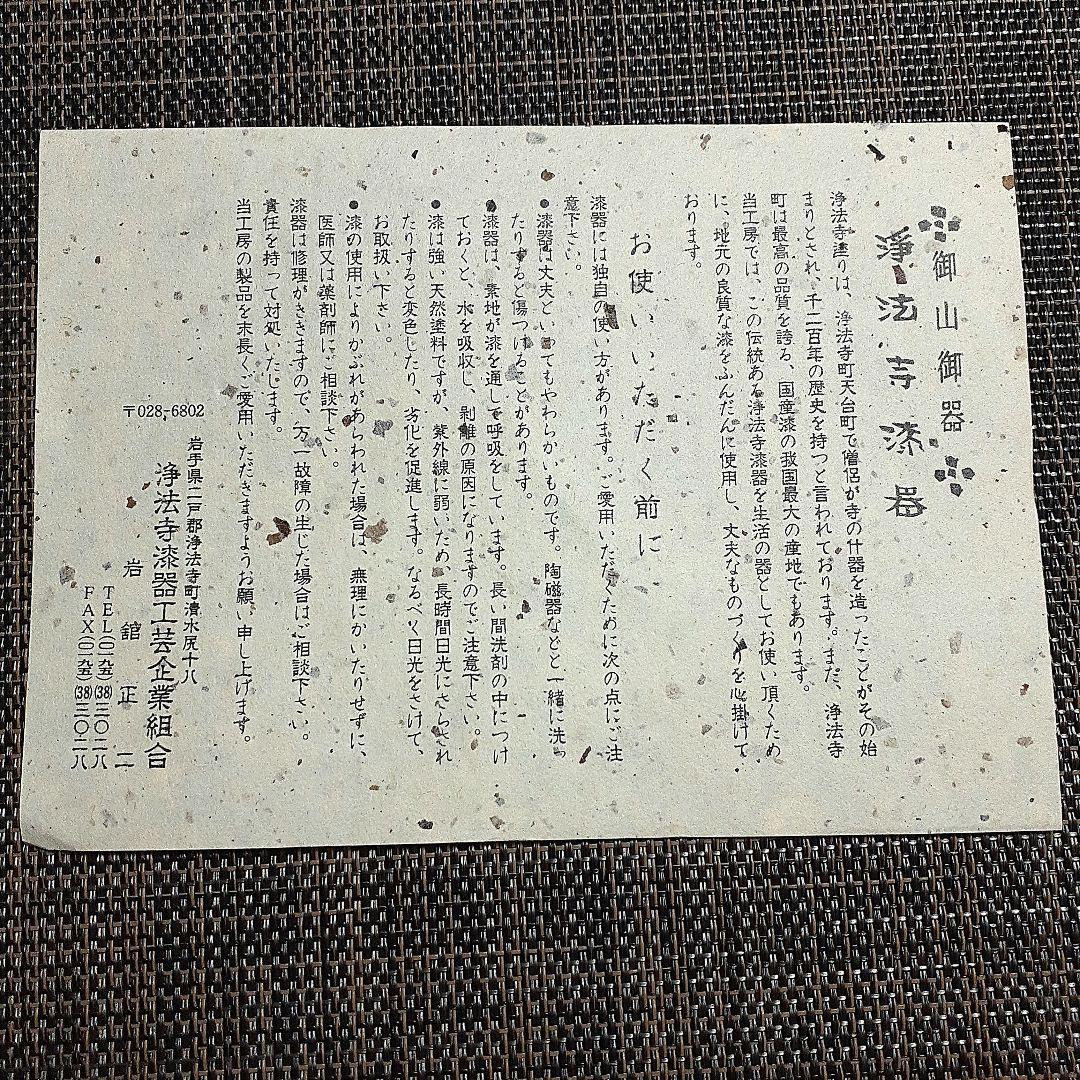 御山御器
浄法寺漆器
浄法寺塗りは、浄法寺町天台町で僧侶が寺の什器を造ったことがその始
まりとされ、千二百年の歴史を持つと言われております。まだ、浄法寺
町は最高の品質を誇る、国産漆の我国最大の産地でもあります。
当工房では、この伝統ある浄法寺漆器を生活の器としてお使い頂くため
に、地元の良質な漆をふんだんに使用し、丈夫なものづくりを心掛けて
おります。
お使いいただく前に
漆器には独自の使い方があります。ご愛用いただくために次の点にご注
意下さい。
●漆器は丈夫といってもやわらかいものです。陶磁器などと一緒に洗っ
たりすると傷つけることがあります。
●漆器は、素地が漆を通して呼吸をしています。長い間洗剤の中につけ
ておくと、水を吸収し、剥離の原因になりますのでご注意下さい。
●漆は強い天然塗料ですが、紫外線に弱いため、長時間日光にさらされ
たりすると変色したり、劣化を促進します。なるべく日光をさけて、
お取扱い下さい。
●漆の使用によりかぶれがあらわれた場合は、無理にかいたりせずに、
医師又は薬剤師にご相談下さい。
漆器は修理がききますので、万一故障の生じた場合はご相談下さい。
責任を持って対処いたします。
当工房の製品を末長くご愛用いただきますようお願い申し上げます。
〒028-6802
岩手県二戸郡浄法寺町清水尻十八
浄法寺漆器工芸企業組合
岩舘正二
TEL(〇一九五)(38)三〇二八
FAX(〇一九五)(38)三〇二八